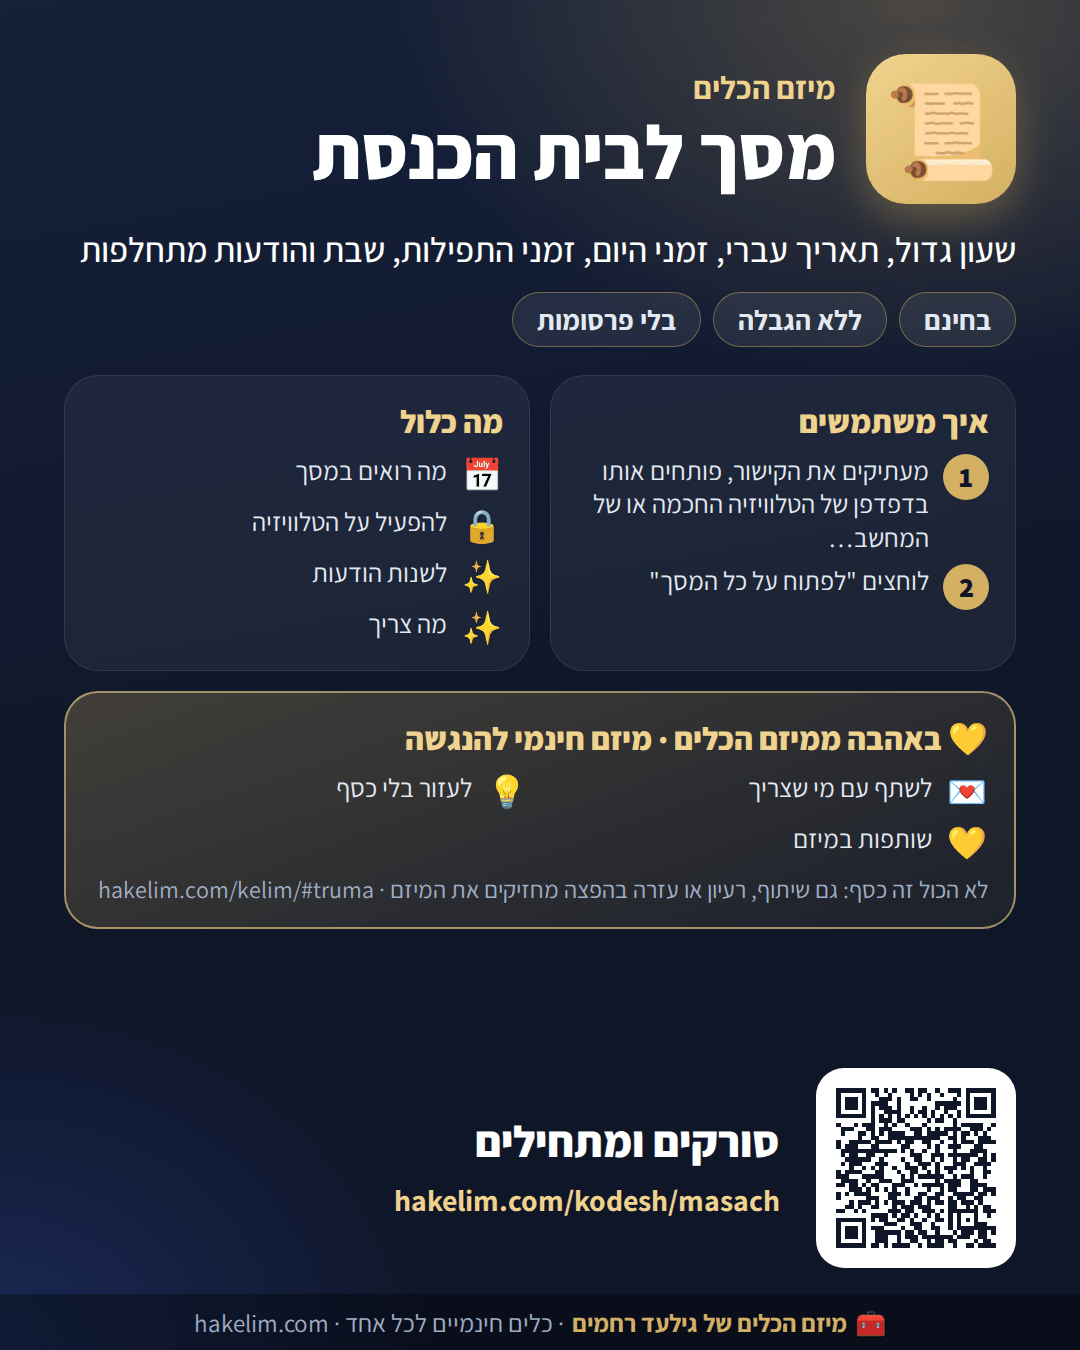 מיזם הכלים
מסך לבית הכנסת
שעון גדול, תאריך עברי, זמני היום, זמני התפילות, שבת והודעות מתחלפות
בחינם
ללא הגבלה
בלי פרסומות
איך משתמשים
1 מעתיקים את הקישור, פותחים אותו
בדפדפן של הטלוויזיה החכמה או של
המחשב…
2 לוחצים "לפתוח על כל המסך"
מה כלול
מה רואים במסך
להפעיל על הטלוויזיה
לשנות הודעות
מה צריך
באהבה ממיזם הכלים · מיזם חינמי להנגשה
לשתף עם מי שצריך
לעזור בלי כסף
שותפות במיזם
לא הכול זה כסף: גם שיתוף, רעיון או עזרה בהפצה מחזיקים את המיזם · hakelim.com/kelim/#truma
סורקים ומתחילים
hakelim.com/kodesh/masach
מיזם הכלים של גילעד רחמים · כלים חינמיים לכל אחד · hakelim.com